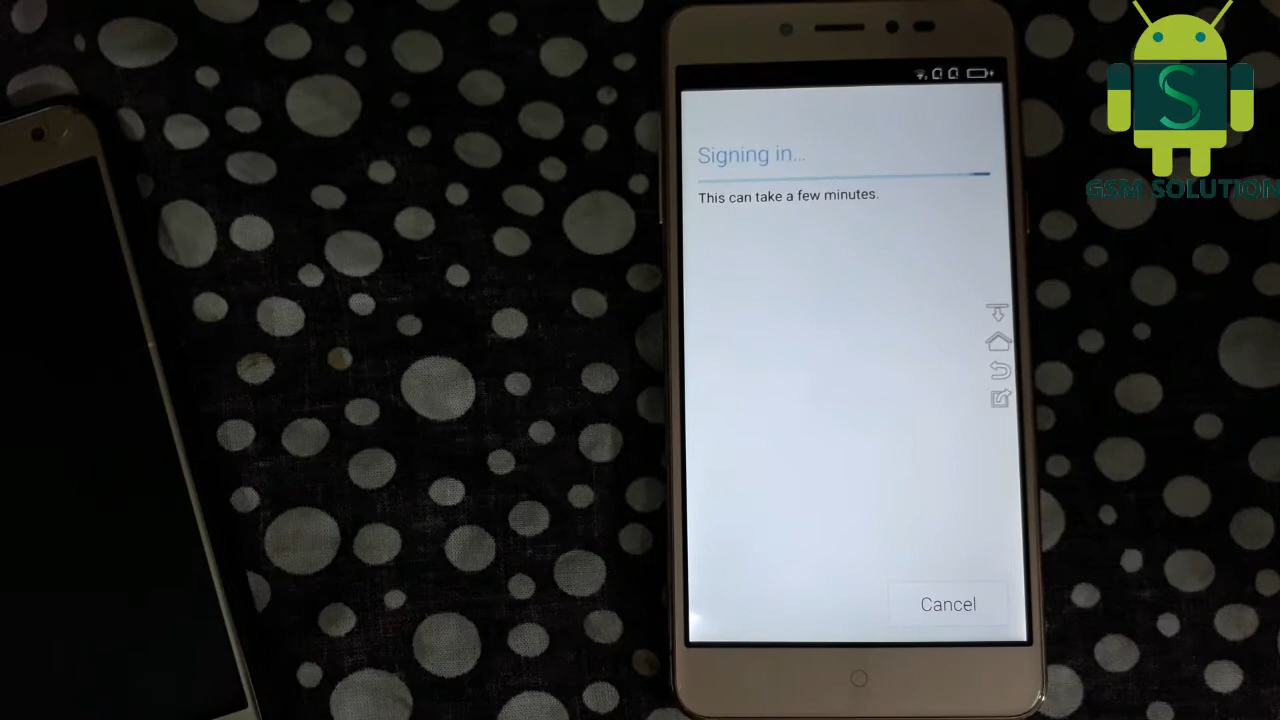 Signing in...
This can take a few minutes.
Cancel
S
GSM SOLUTION